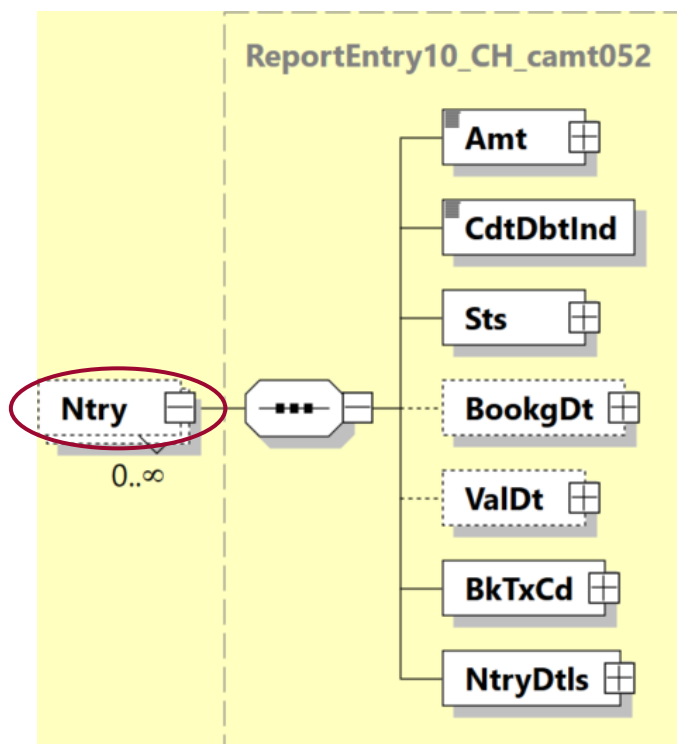 ReportEntry10_CH_camt052
Amt
CdtDbtInd
Sts
Ntry
0..∞
BookgDt
ValDt
BkTxCd
NtryDtls